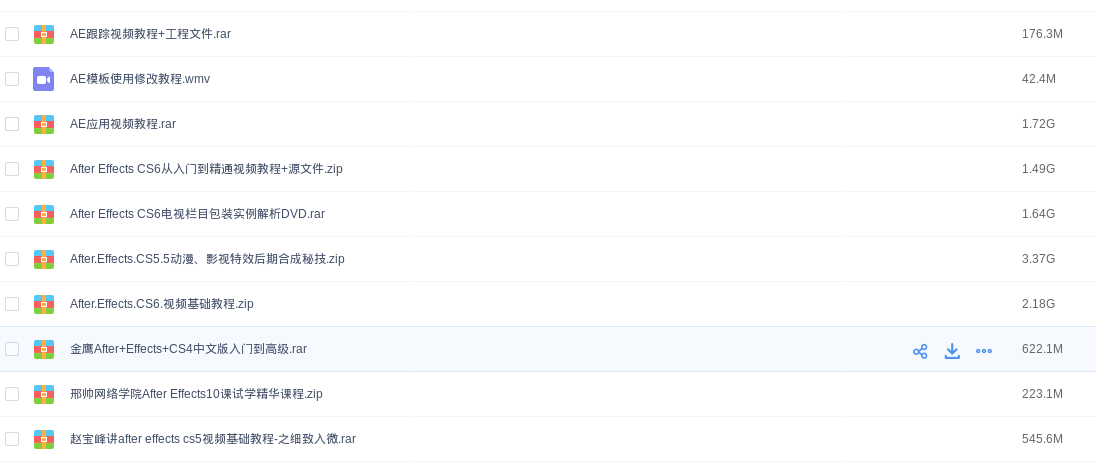 AE跟踪视频教程+工程文件.rar 176.3M
AE模板使用修改教程.wmv 42.4M
AE应用视频教程.rar 1.72G
After Effects CS6从入门到精通视频教程+源文件.zip 1.49G
After Effects CS6电视栏目包装实例解析DVD.rar 1.64G
After.Effects.CS5.5动漫、影视特效后期合成秘技.zip 3.37G
After.Effects.CS6.视频基础教程.zip 2.18G
金鹰After+Effects+CS4中文版入门到高级.rar 622.1M
邢帅网络学院After Effects10课试学精华课程.zip 223.1M
赵宝峰讲after effects cs5视频基础教程-之细致入微.rar 545.6M